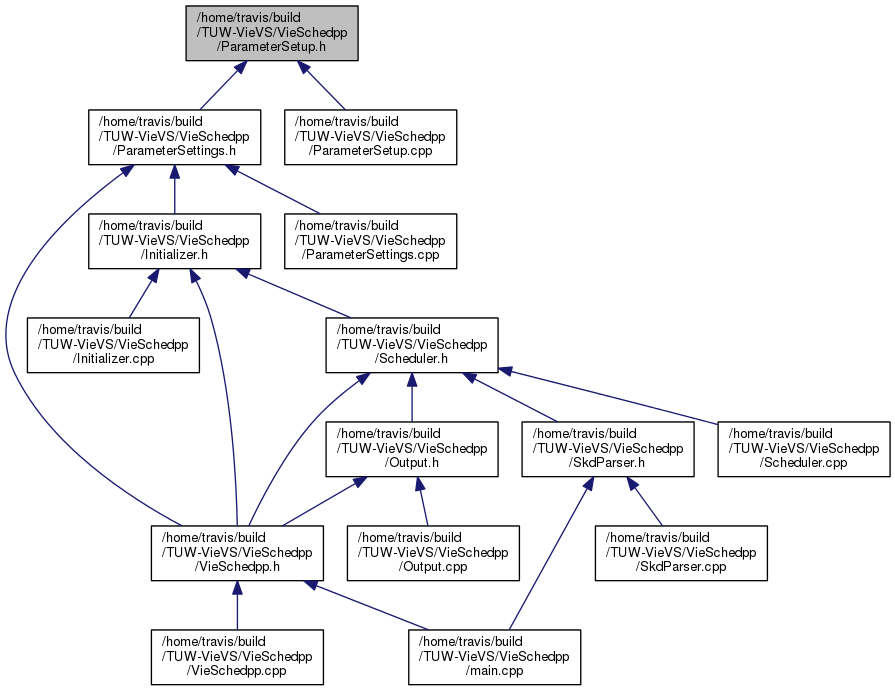 /home/travis/build
/TUW-VieVS/VieSchedpp
/ParameterSetup.h
/home/travis/build
/TUW-VieVS/VieSchedpp
/ParameterSettings.h
/home/travis/build
/TUW-VieVS/VieSchedpp
/ParameterSetup.cpp
/home/travis/build
/TUW-VieVS/VieSchedpp
/Initializer.h
/home/travis/build
/TUW-VieVS/VieSchedpp
/ParameterSettings.cpp
/home/travis/build
/TUW-VieVS/VieSchedpp
/Initializer.cpp
/home/travis/build
/TUW-VieVS/VieSchedpp
/Scheduler.h
/home/travis/build
/TUW-VieVS/VieSchedpp
/Output.h
/home/travis/build
/TUW-VieVS/VieSchedpp
/SkdParser.h
/home/travis/build
/TUW-VieVS/VieSchedpp
/Scheduler.cpp
/home/travis/build
/TUW-VieVS/VieSchedpp
/VieSchedpp.h
/home/travis/build
/TUW-VieVS/VieSchedpp
/Output.cpp
/home/travis/build
/TUW-VieVS/VieSchedpp
/SkdParser.cpp
/home/travis/build
/TUW-VieVS/VieSchedpp
/VieSchedpp.cpp
/home/travis/build
/TUW-VieVS/VieSchedpp
/main.cpp